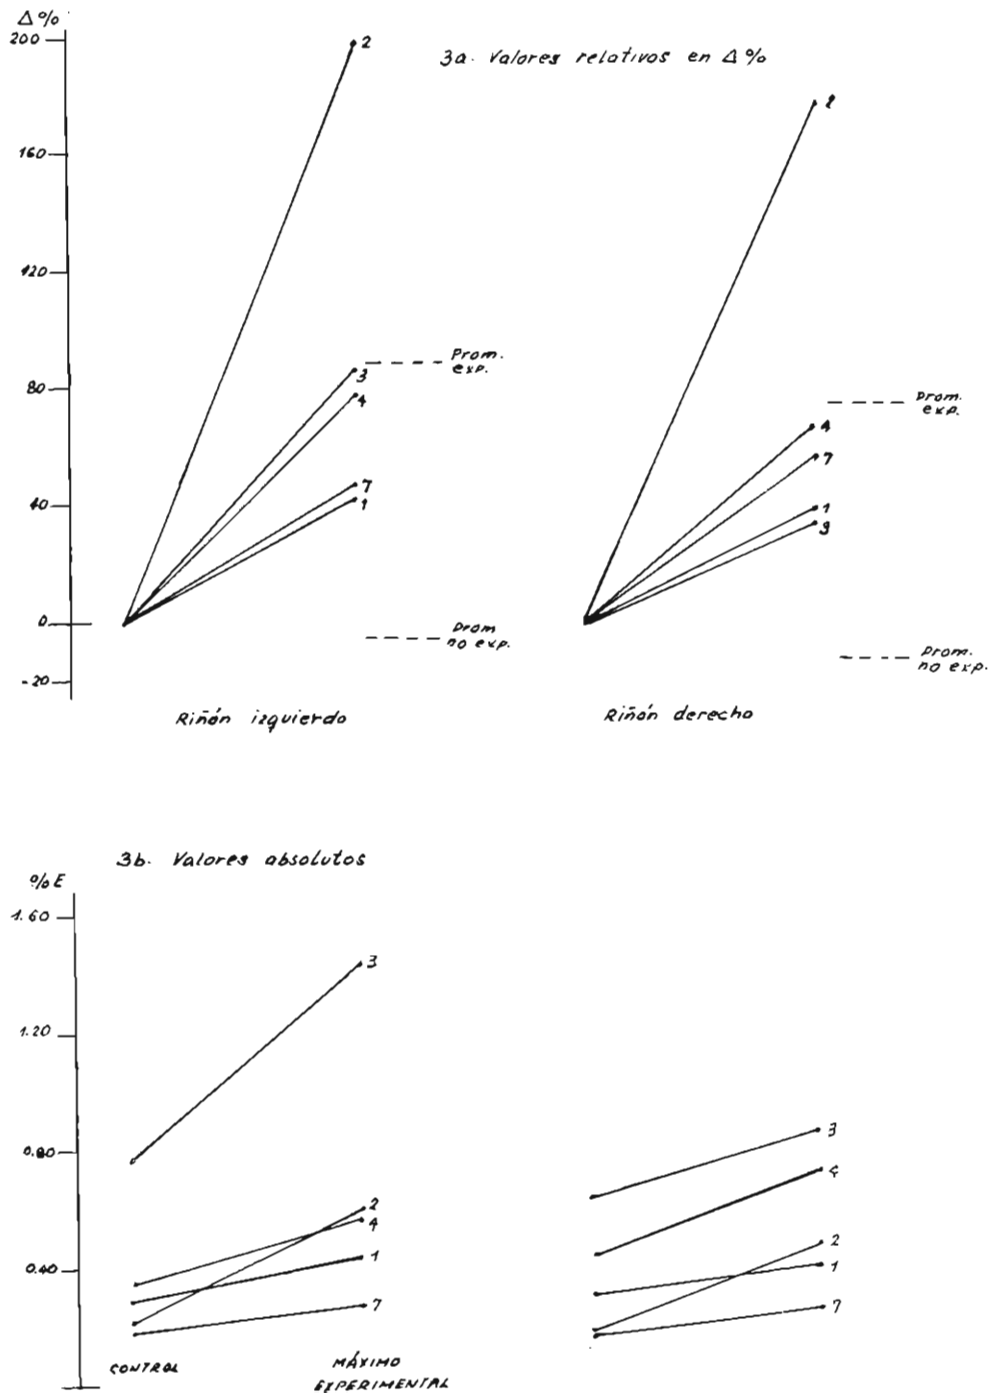 Δ%
200
2
3a. Valores relativos en Δ%
2
160
120
Prom.
exp.
3
80
4
Prom.
exp.
4
7
7
40
1
1
3
0
Prom
no exp.
Prom.
no exp.
-20
Riñón izquierdo
Riñón derecho
3b. Valores absolutos
%E
1.60
3
1.20
0.80
3
4
2
4
2
0.40
1
1
7
7
CONTROL
MÁXIMO
EXPERIMENTAL